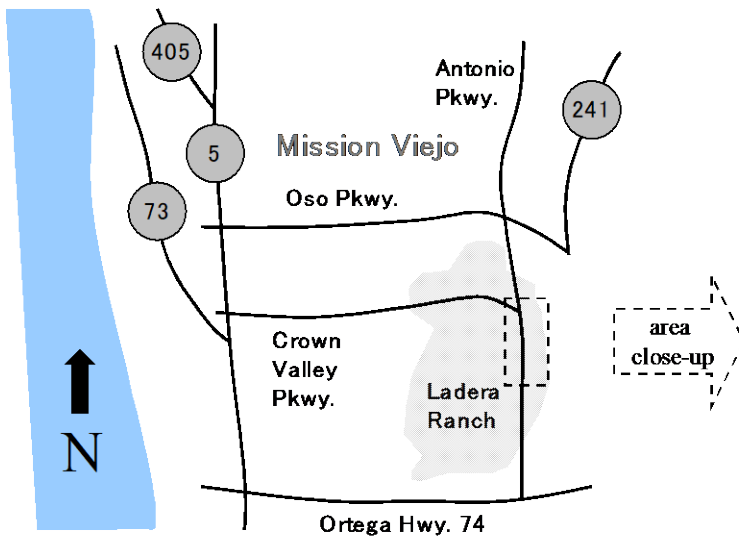 405
Antonio
Pkwy.
241
5
Mission Viejo
73
Oso Pkwy.
area
close-up
Crown
Valley
Pkwy.
Ladera
Ranch
N
Ortega Hwy. 74